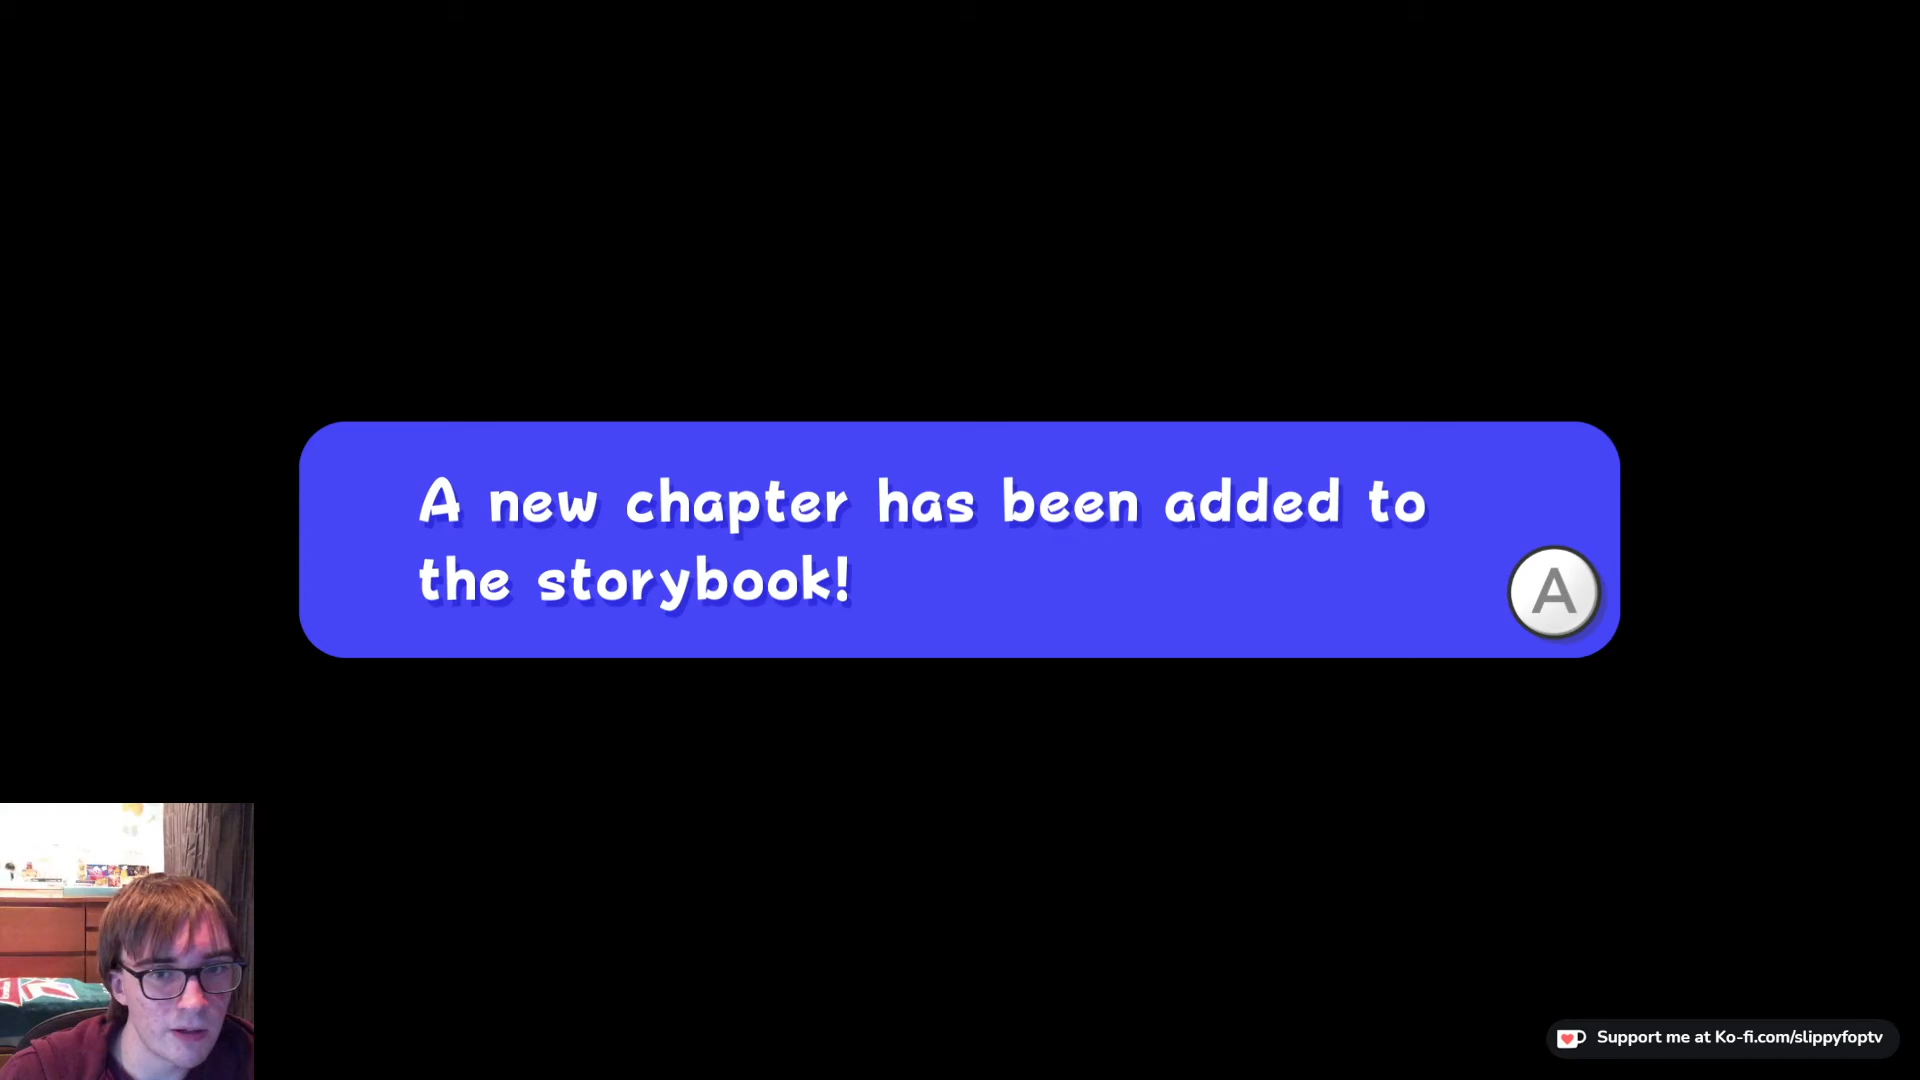 A new chapter has been added to
the storybook!
A
Support me at Ko-fi.com/slippyfoptv